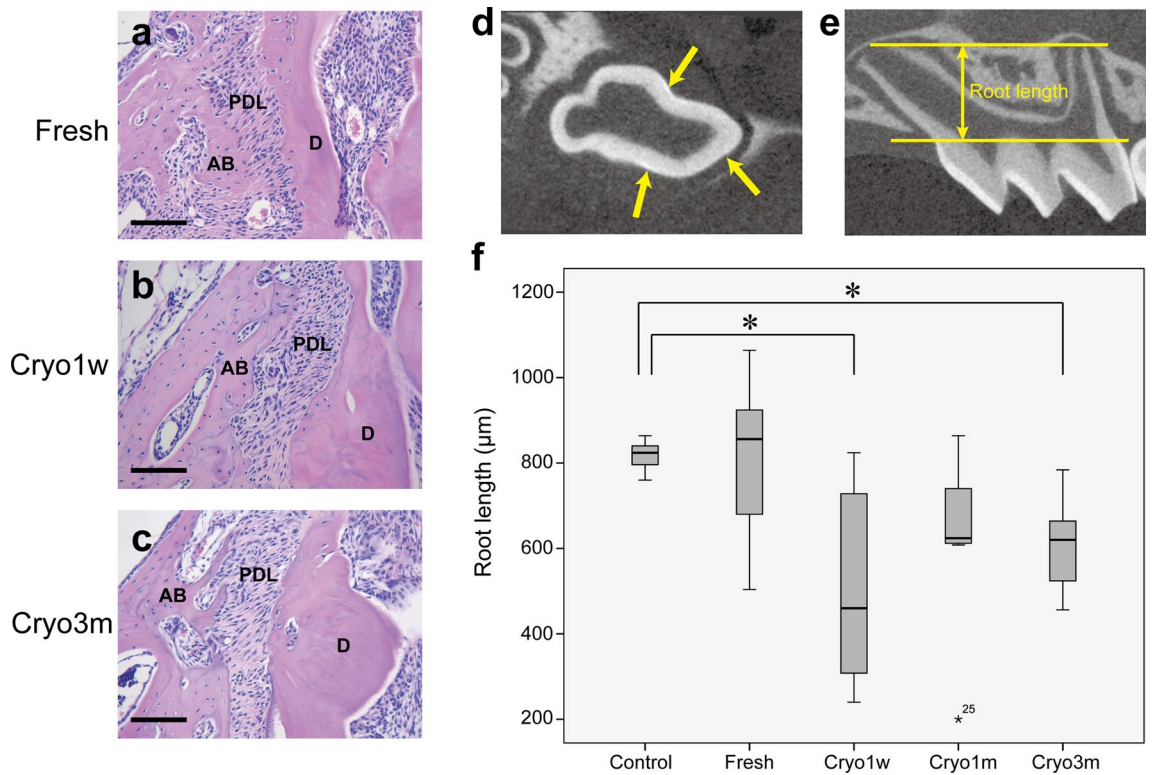 a
PDL
D
AB
Fresh
b
PDL
AB
D
Cryo1w
c
PDL
AB
D
Cryo3m
d
e
Root length
f
Root length (µm)
1200
1000
800
600
400
200
*
*
*25
Control Fresh Cryo1w Cryo1m Cryo3m